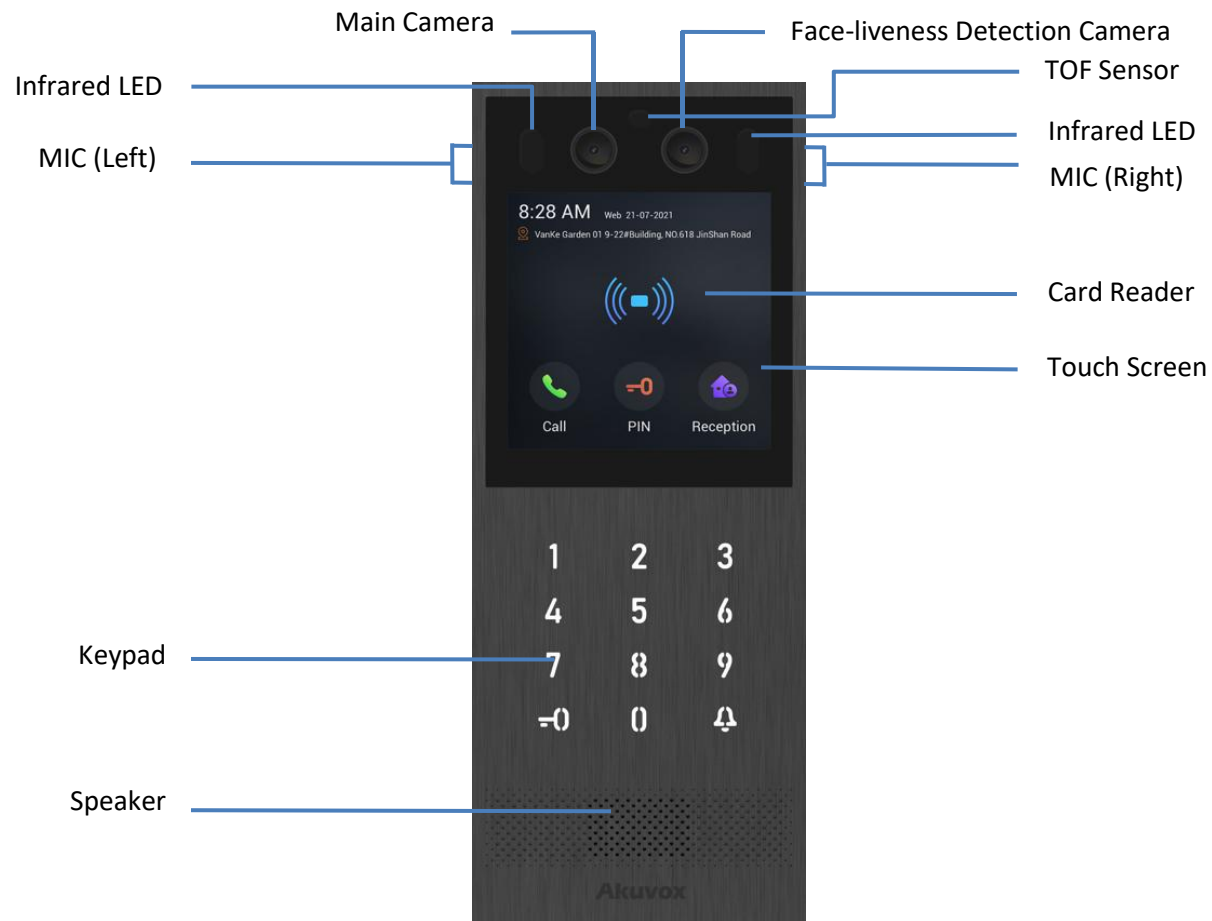 Main Camera
Face-liveness Detection Camera
TOF Sensor
Infrared LED
Infrared LED
MIC (Left)
MIC (Right)
8:28 AM Web 21-07-2021
VanKe Garden 01 9-22#Building, NO.618 JinShan Road
Card Reader
Touch Screen
Call PIN Reception
1 2 3
4 5 6
Keypad
7 8 9
0
Speaker
Akuvox